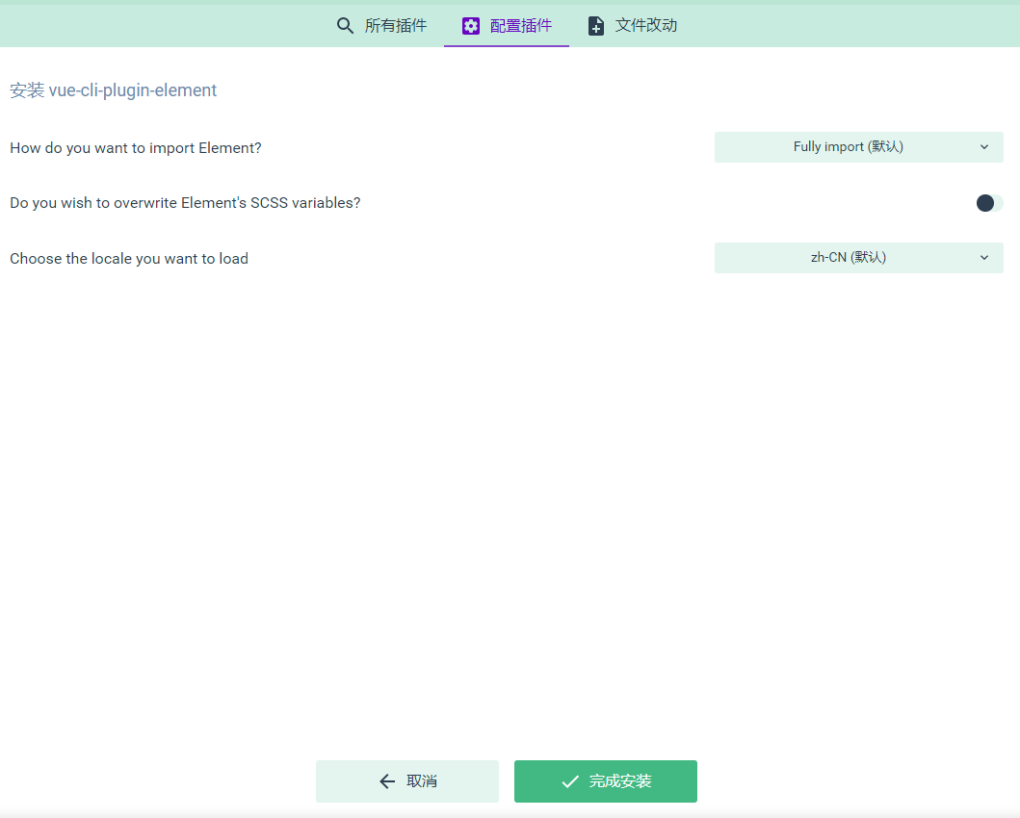 所有插件 配置插件 文件改动
安装 vue-cli-plugin-element
How do you want to import Element? Fully import (默认)
Do you wish to overwrite Element's SCSS variables?
Choose the locale you want to load zh-CN (默认)
取消 完成安装